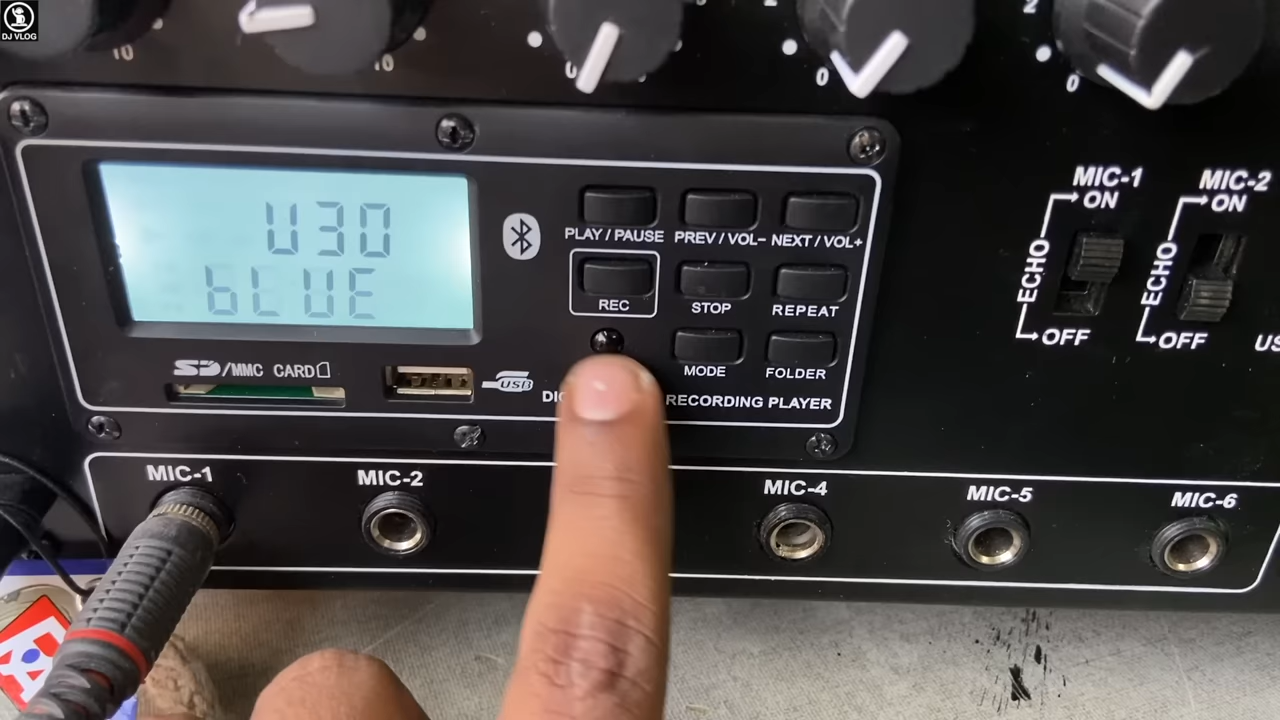 DJ VLOG
10
10
0
2
0
2
0
U30
bLUE
PLAY / PAUSE
PREV / VOL−
NEXT / VOL+
REC
STOP
REPEAT
MODE
FOLDER
SD/MMC CARD
USB
RECORDING PLAYER
MIC-1
ON
ECHO
OFF
MIC-2
ON
ECHO
OFF
MIC-1
MIC-2
MIC-4
MIC-5
MIC-6